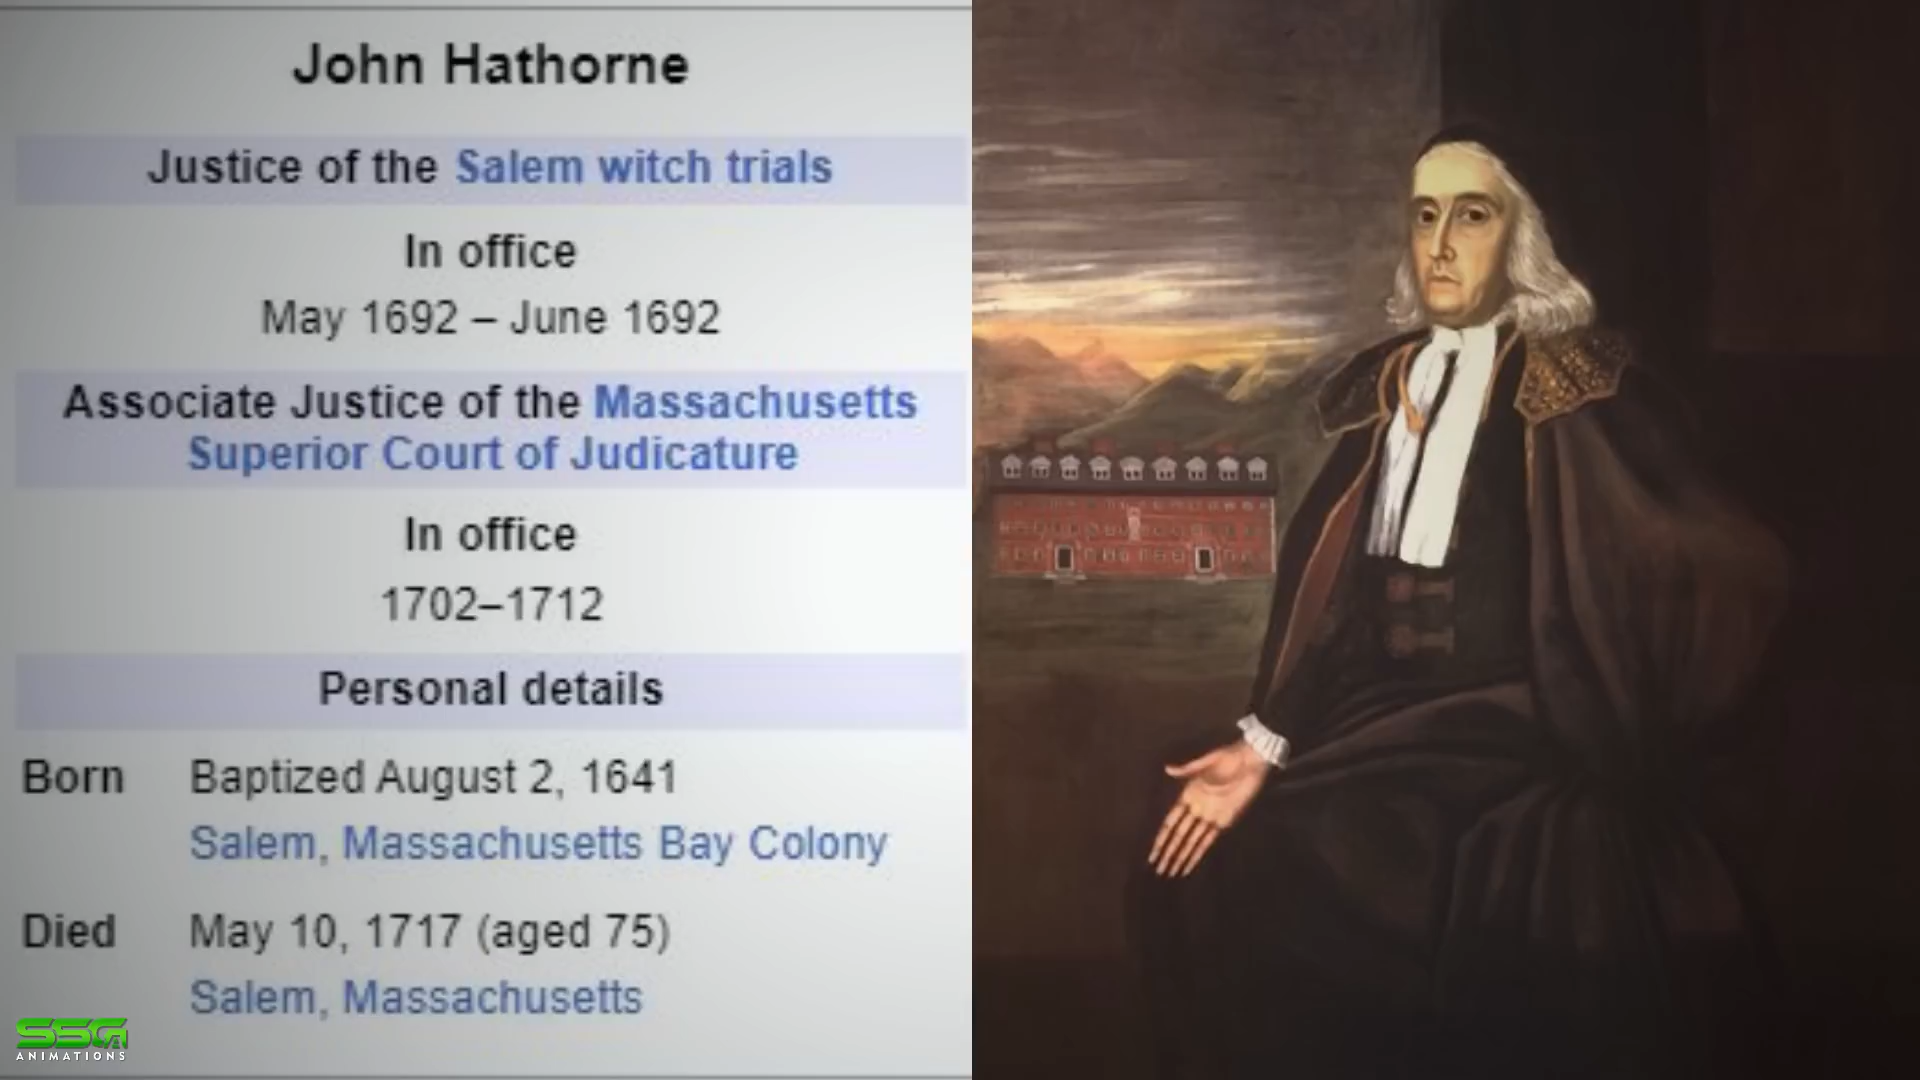 John Hathorne
Justice of the Salem witch trials
In office
May 1692 – June 1692
Associate Justice of the Massachusetts
Superior Court of Judicature
In office
1702–1712
Personal details
Born Baptized August 2, 1641
Salem, Massachusetts Bay Colony
Died May 10, 1717 (aged 75)
Salem, Massachusetts
SSGA
ANIMATIONS